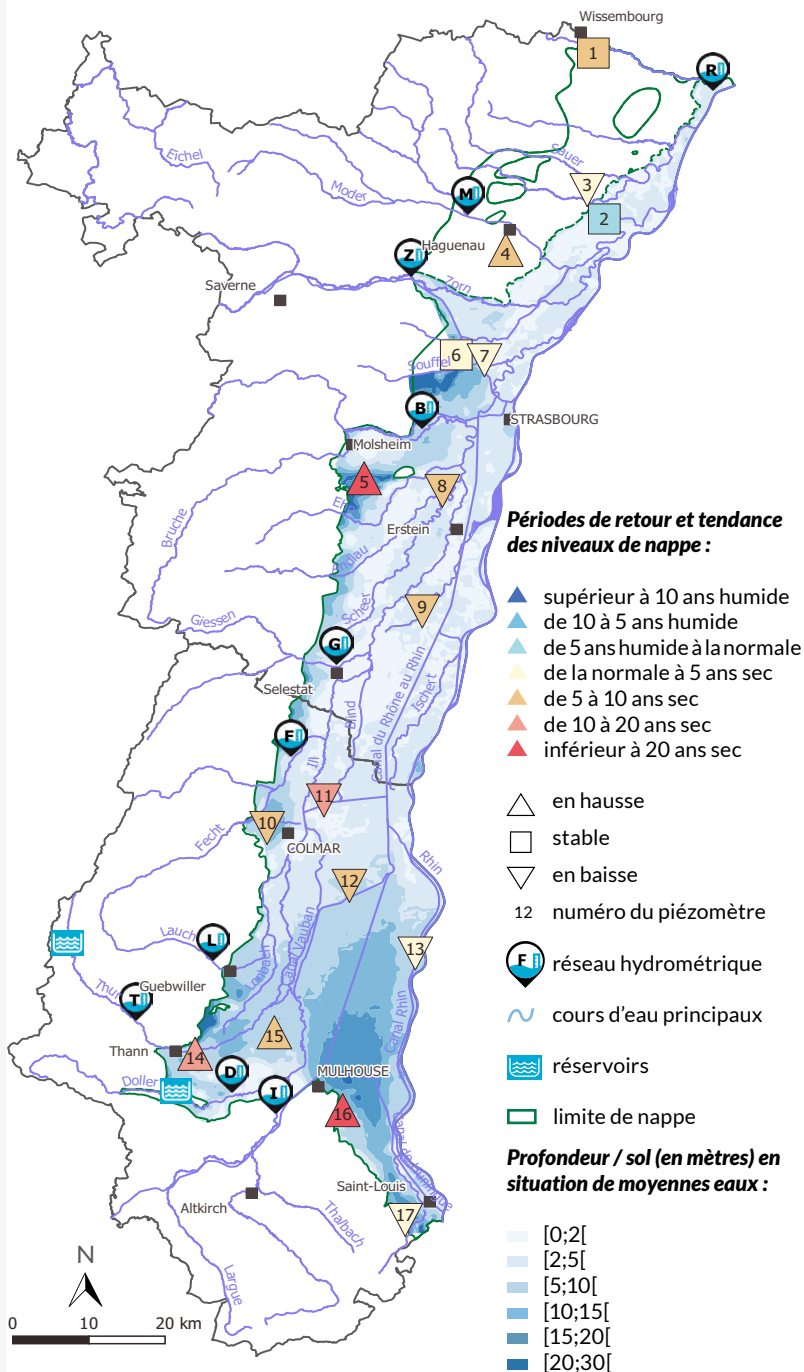 Wissembourg
1
R
Eichel
Sauer
Moder
M
3
2
Haguenau
4
Z
Zorn
Saverne
6
7
Souffel
B
STRASBOURG
Molsheim
5
8
Erstein
Bruche
Andlau
Scheer
9
Giessen
G
Selestat
Blind
Canal du Rhône au Rhin
Ischert
F
Ill
11
10
Fecht
COLMAR
12
Rhin
Lauch
L
13
Canal Vauban
Guebwiller
Thur
T
Canal Rhin
15
Thann
14
D
MULHOUSE
Doller
I
16
Saint-Louis
Altkirch
Thalbach
17
Largue
N
0 10 20 km
Périodes de retour et tendance
des niveaux de nappe :
supérieur à 10 ans humide
de 10 à 5 ans humide
de 5 ans humide à la normale
de la normale à 5 ans sec
de 5 à 10 ans sec
de 10 à 20 ans sec
inférieur à 20 ans sec
en hausse
stable
en baisse
12 numéro du piézomètre
F réseau hydrométrique
cours d'eau principaux
réservoirs
limite de nappe
Profondeur / sol (en mètres) en
situation de moyennes eaux :
[0;2[
[2;5[
[5;10[
[10;15[
[15;20[
[20;30[